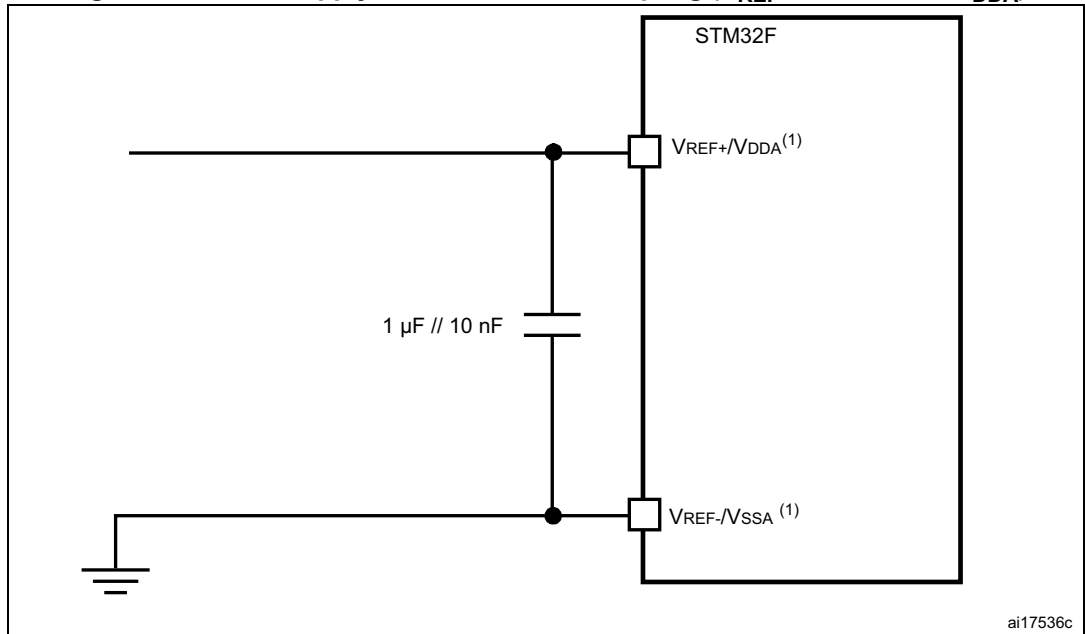 STM32F
VREF+/VDDA(1)
1 µF // 10 nF
VREF-/VSSA (1)
ai17536c